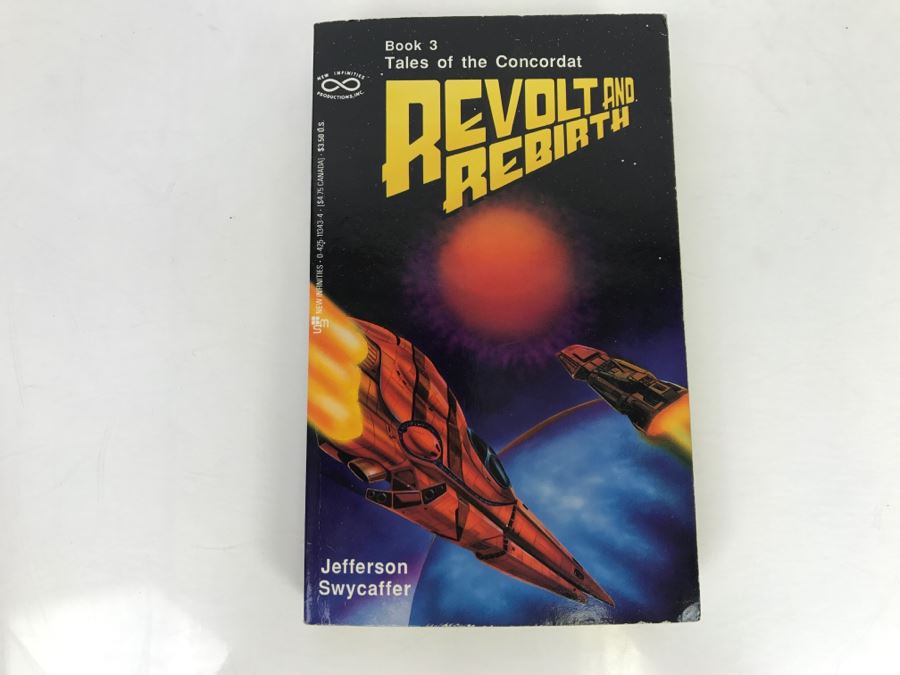 Book 3
Tales of the Concordat
REVOLT AND
REBIRTH
NEW INFINITIES
PRODUCTIONS, INC.
NEW INFINITIES • 0-425-11343-4 • [$4.75 CANADA] • $3.50 U.S.
Jefferson
Swycaffer